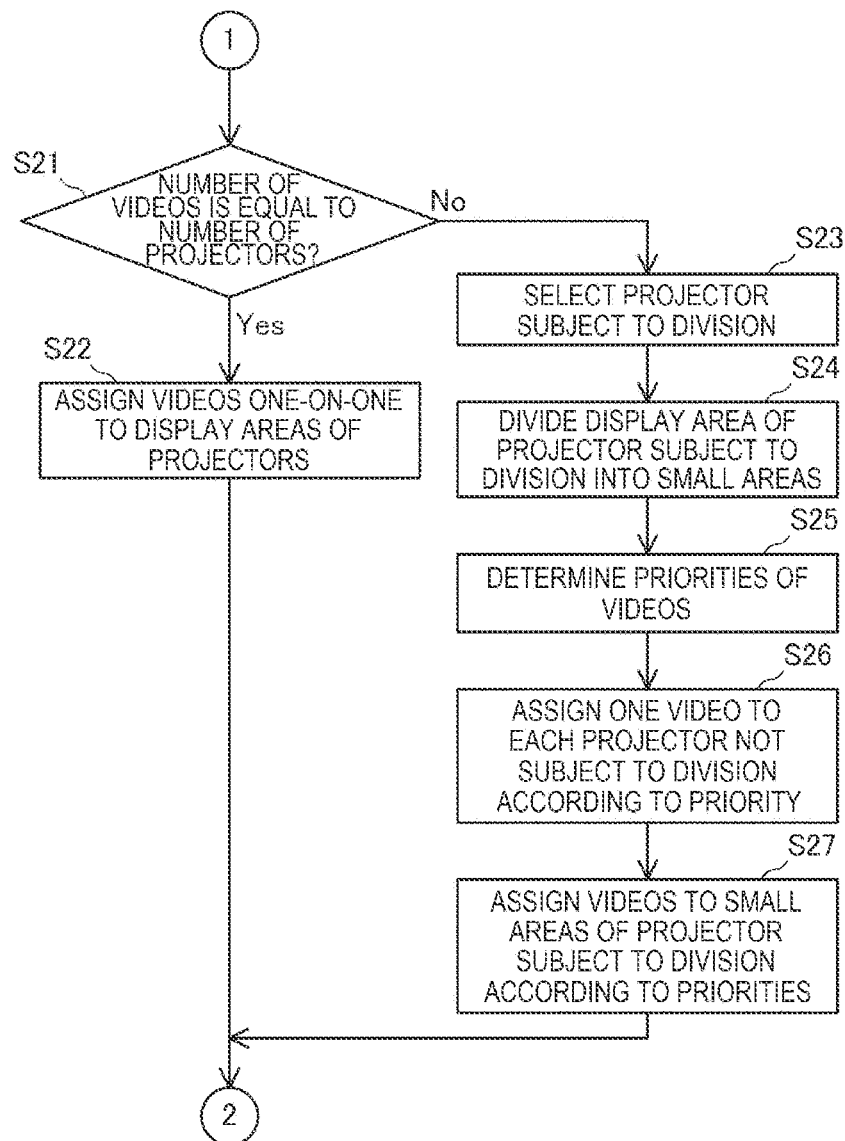 1
S21
NUMBER OF
VIDEOS IS EQUAL TO
NUMBER OF
PROJECTORS?
No
Yes
S22
ASSIGN VIDEOS ONE-ON-ONE
TO DISPLAY AREAS OF
PROJECTORS
S23
SELECT PROJECTOR
SUBJECT TO DIVISION
S24
DIVIDE DISPLAY AREA OF
PROJECTOR SUBJECT TO
DIVISION INTO SMALL AREAS
S25
DETERMINE PRIORITIES OF
VIDEOS
S26
ASSIGN ONE VIDEO TO
EACH PROJECTOR NOT
SUBJECT TO DIVISION
ACCORDING TO PRIORITY
S27
ASSIGN VIDEOS TO SMALL
AREAS OF PROJECTOR
SUBJECT TO DIVISION
ACCORDING TO PRIORITIES
2